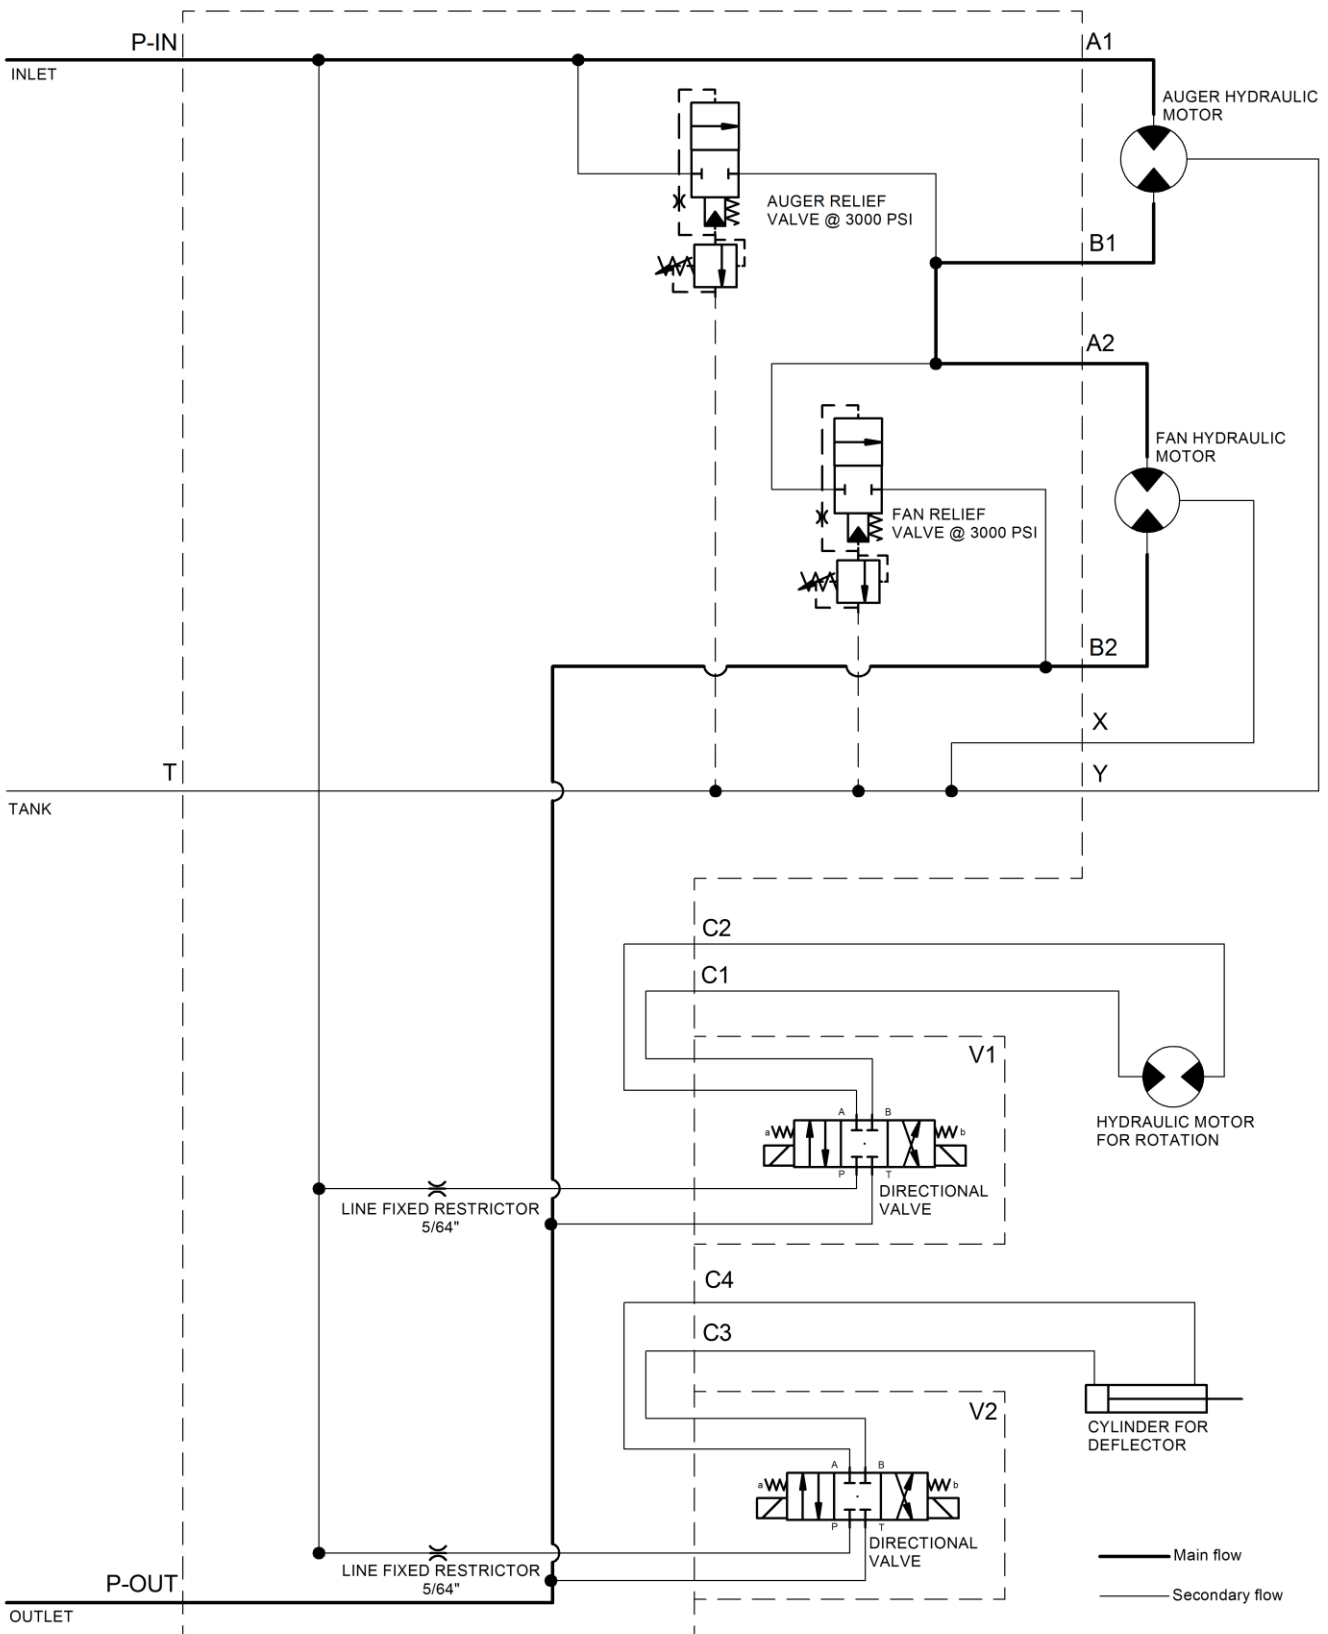 P-IN
A1
INLET
AUGER HYDRAULIC
MOTOR
AUGER RELIEF
VALVE @ 3000 PSI
B1
A2
FAN HYDRAULIC
MOTOR
FAN RELIEF
VALVE @ 3000 PSI
B2
X
T
Y
TANK
C2
C1
V1
A B
a b
P T
HYDRAULIC MOTOR
FOR ROTATION
DIRECTIONAL
VALVE
LINE FIXED RESTRICTOR
5/64"
C4
C3
V2
CYLINDER FOR
DEFLECTOR
A B
a b
P T
DIRECTIONAL
VALVE
LINE FIXED RESTRICTOR
5/64"
Main flow
P-OUT
Secondary flow
OUTLET